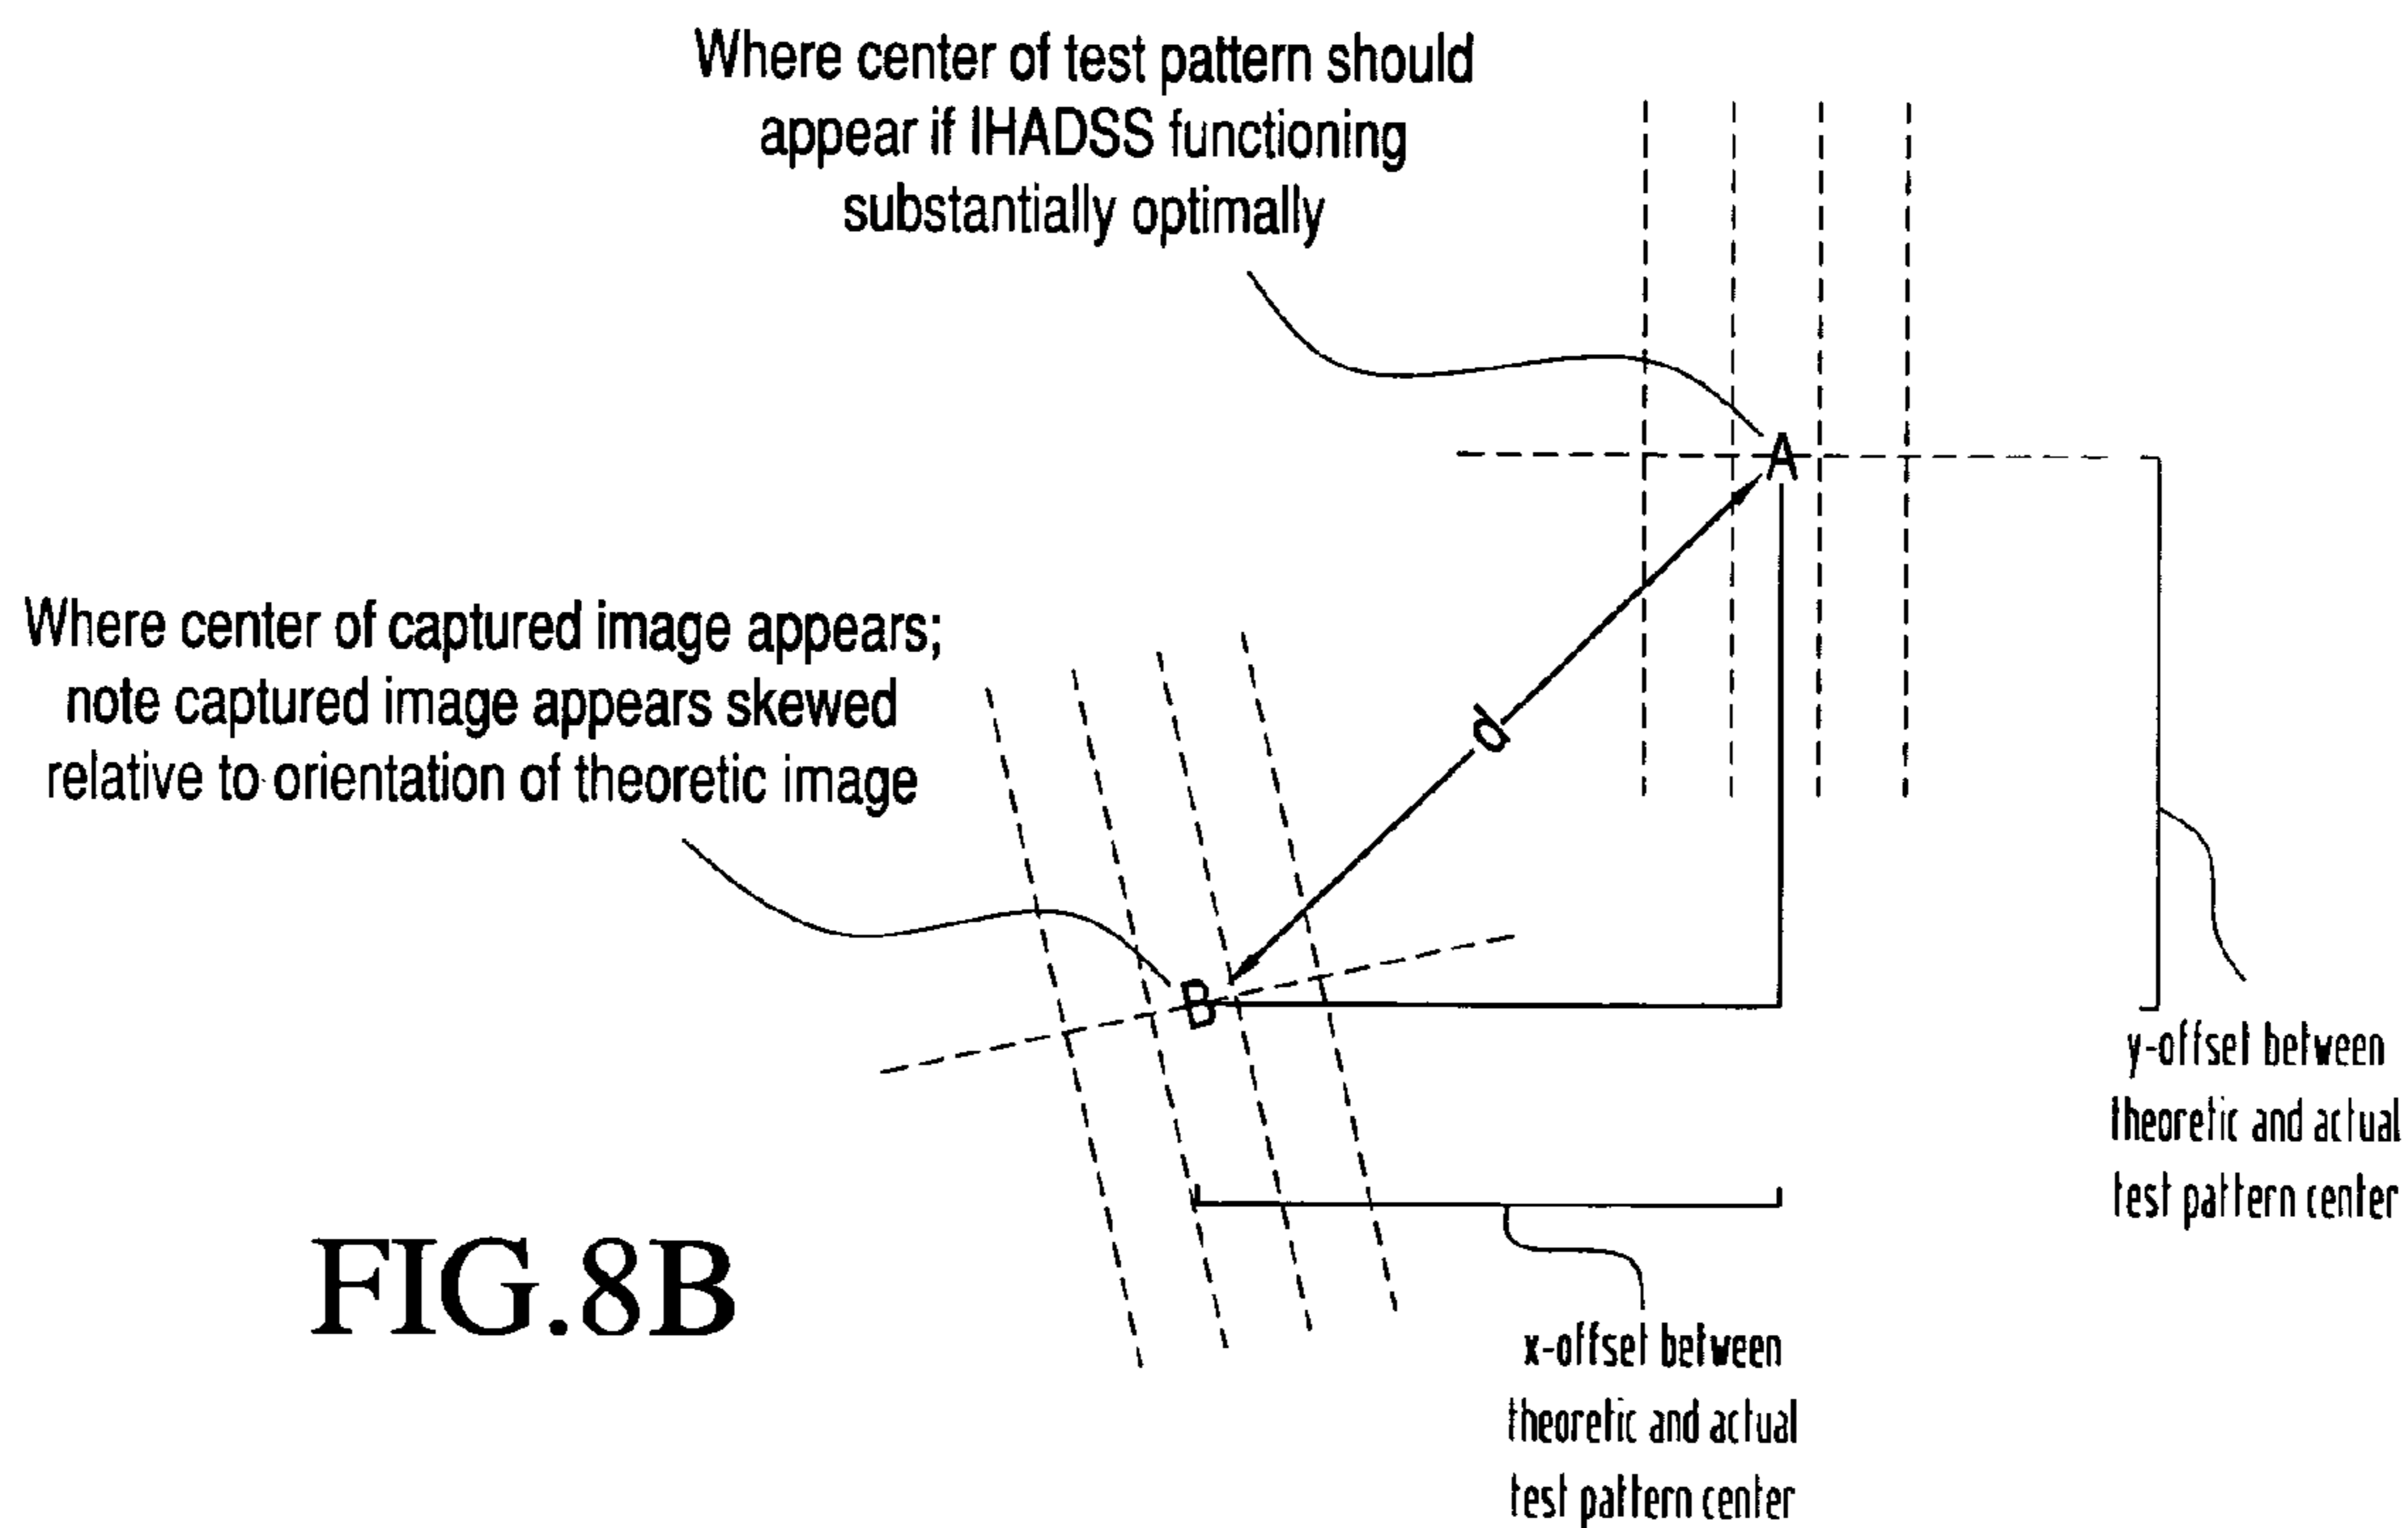 Where center of test pattern should
appear if IHADSS functioning
substantially optimally
A
d
Where center of captured image appears;
note captured image appears skewed
relative to orientation of theoretic image
B
y-offset between
theoretic and actual
test pattern center
x-offset between
theoretic and actual
test pattern center
FIG.8B